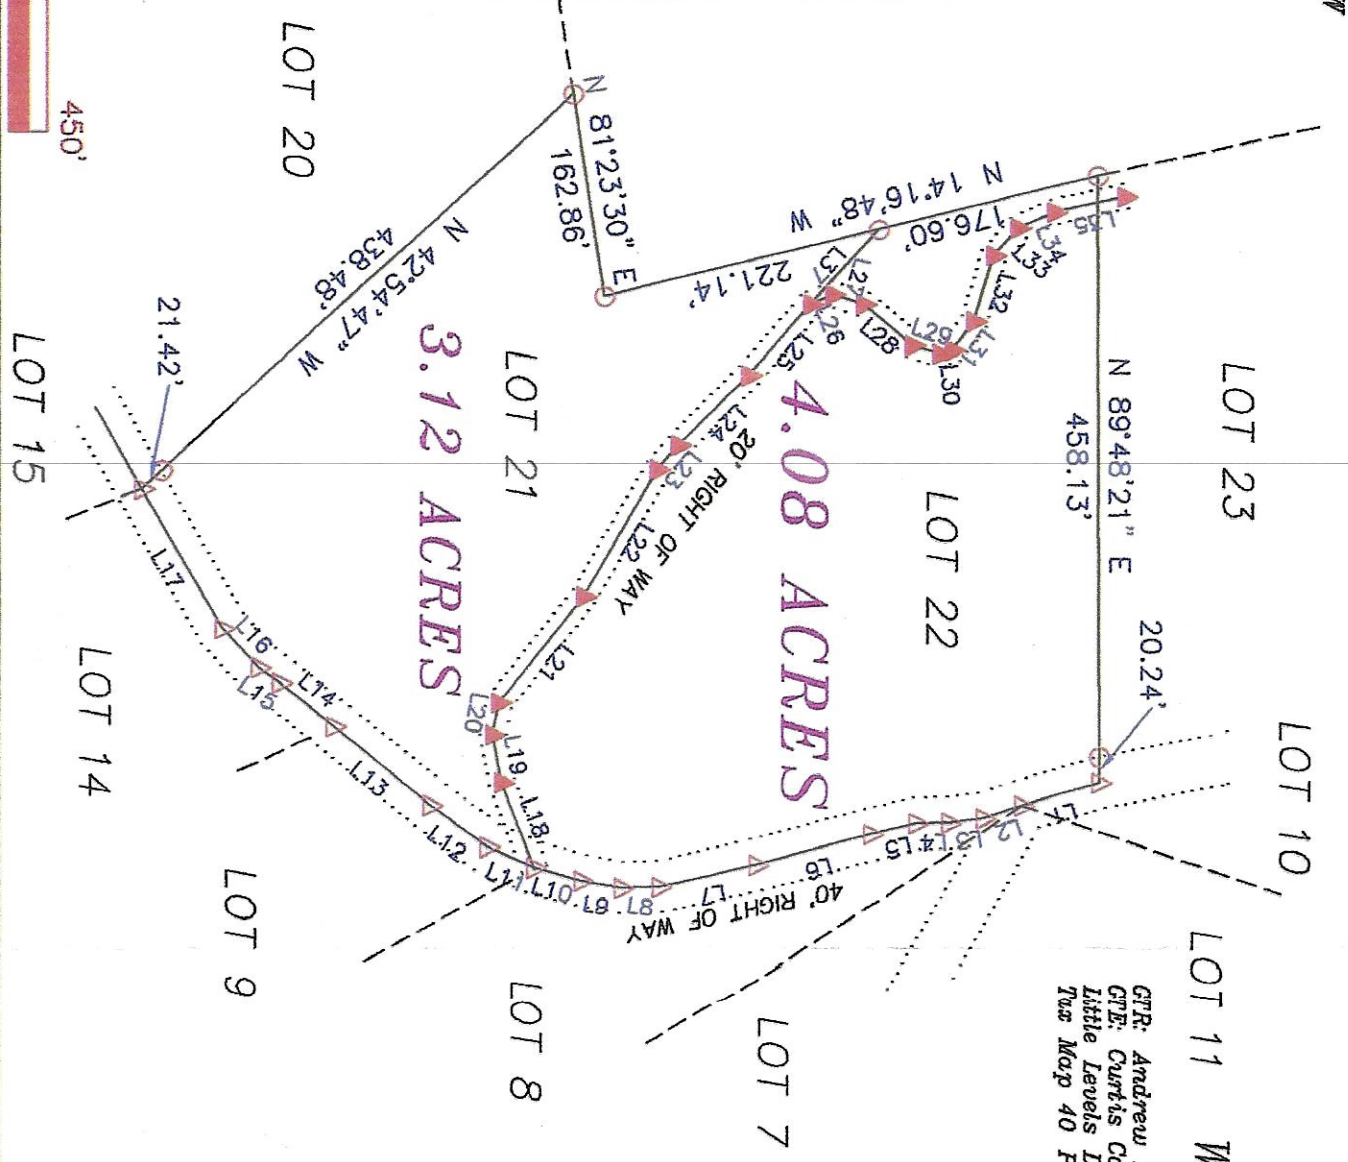 450'
LOT 20
N 81°23'30" E
162.86'
N 14°16'48" W
176.60'
221.14'
N 42°54'47" W
438.48'
21.42'
LOT 15
LOT 21
3.12 ACRES
LOT 23
N 89°48'21" E
458.13'
20.24'
LOT 22
4.08 ACRES
20' RIGHT OF WAY
40' RIGHT OF WAY
LOT 10
LOT 11
LOT 14
LOT 9
LOT 8
LOT 7
L35
L34
L33
L32
L31
L30
L29
L28
L37
L26
L25
L24
L23
L22
L21
L20
L19
L18
L17
L16
L15
L14
L13
L12
L11
L10
L9
L8
L7
L6
L5
L4
L3
L2
L1
GTR: Andrew
GTE: Curtis
Little Levels
Tax Map 40
W